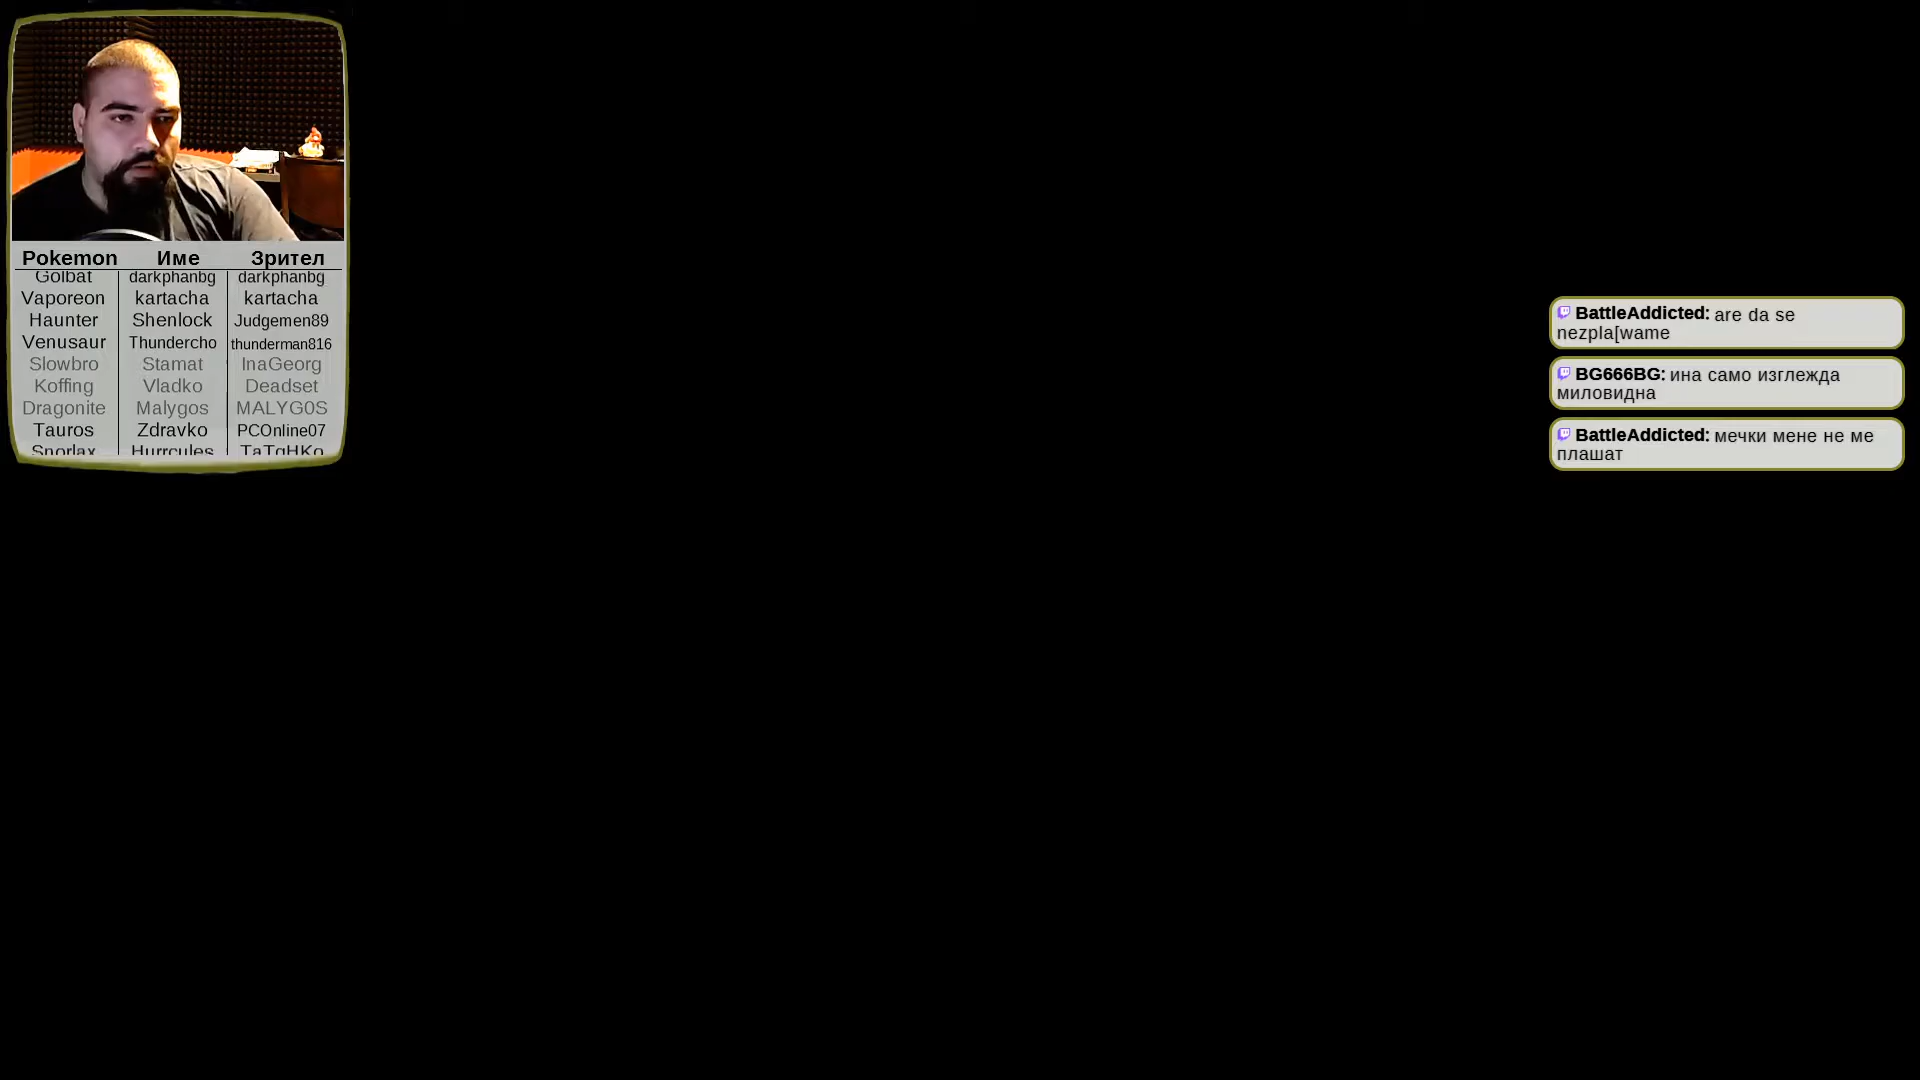 Pokemon Име Зрител
Golbat darkphanbg darkphanbg
Vaporeon kartacha kartacha
Haunter Shenlock Judgemen89
Venusaur Thundercho thunderman816
Slowbro Stamat InaGeorg
Koffing Vladko Deadset
Dragonite Malygos MALYG0S
Tauros Zdravko PCOnline07
Snorlax Hurrcules TaTqHKo
BattleAddicted: are da se
nezpla[wame
BG666BG: ина само изглежда
миловидна
BattleAddicted: мечки мене не ме
плашат